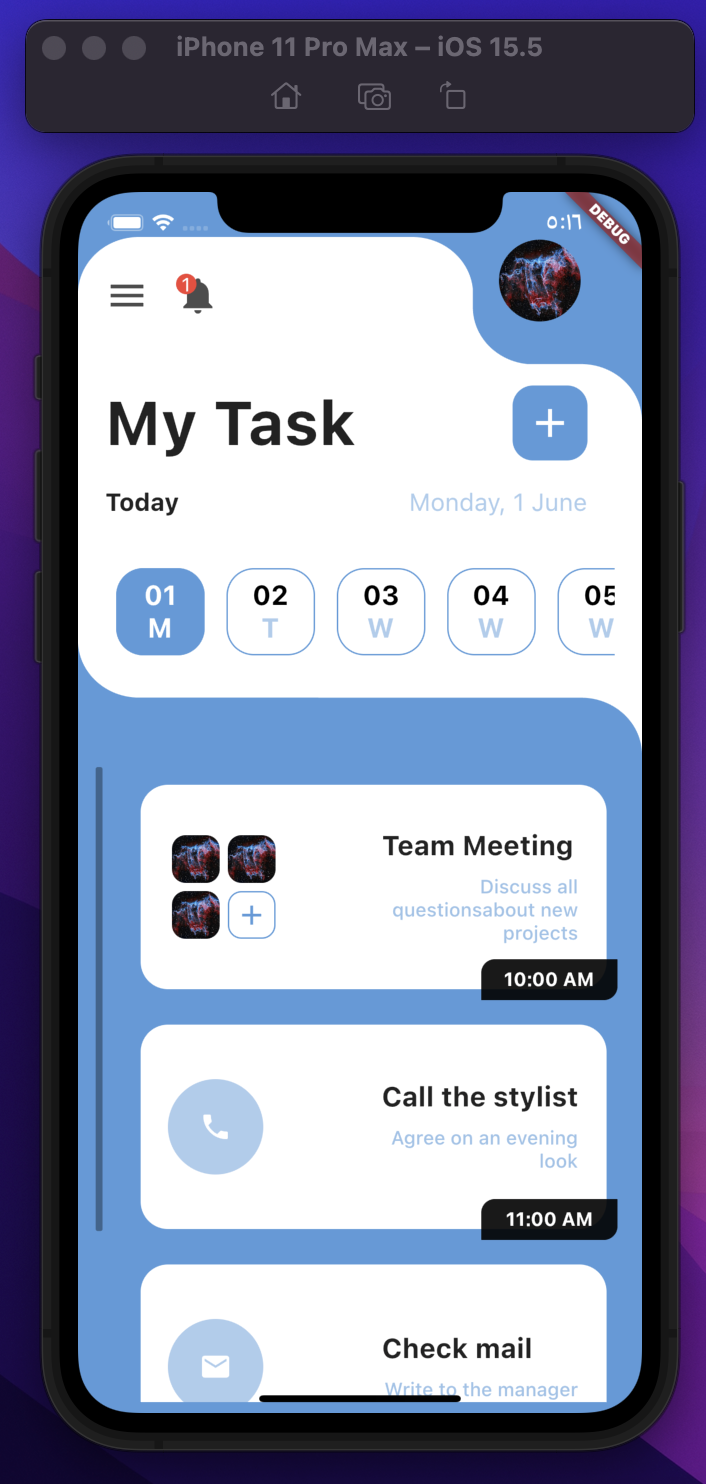 iPhone 11 Pro Max – iOS 15.5
٥:١٦
DEBUG
1
My Task
+
Today
Monday, 1 June
01 02 03 04 05
M T W W W
Team Meeting
Discuss all
questionsabout new
projects
10:00 AM
Call the stylist
Agree on an evening
look
11:00 AM
Check mail
Write to the manager